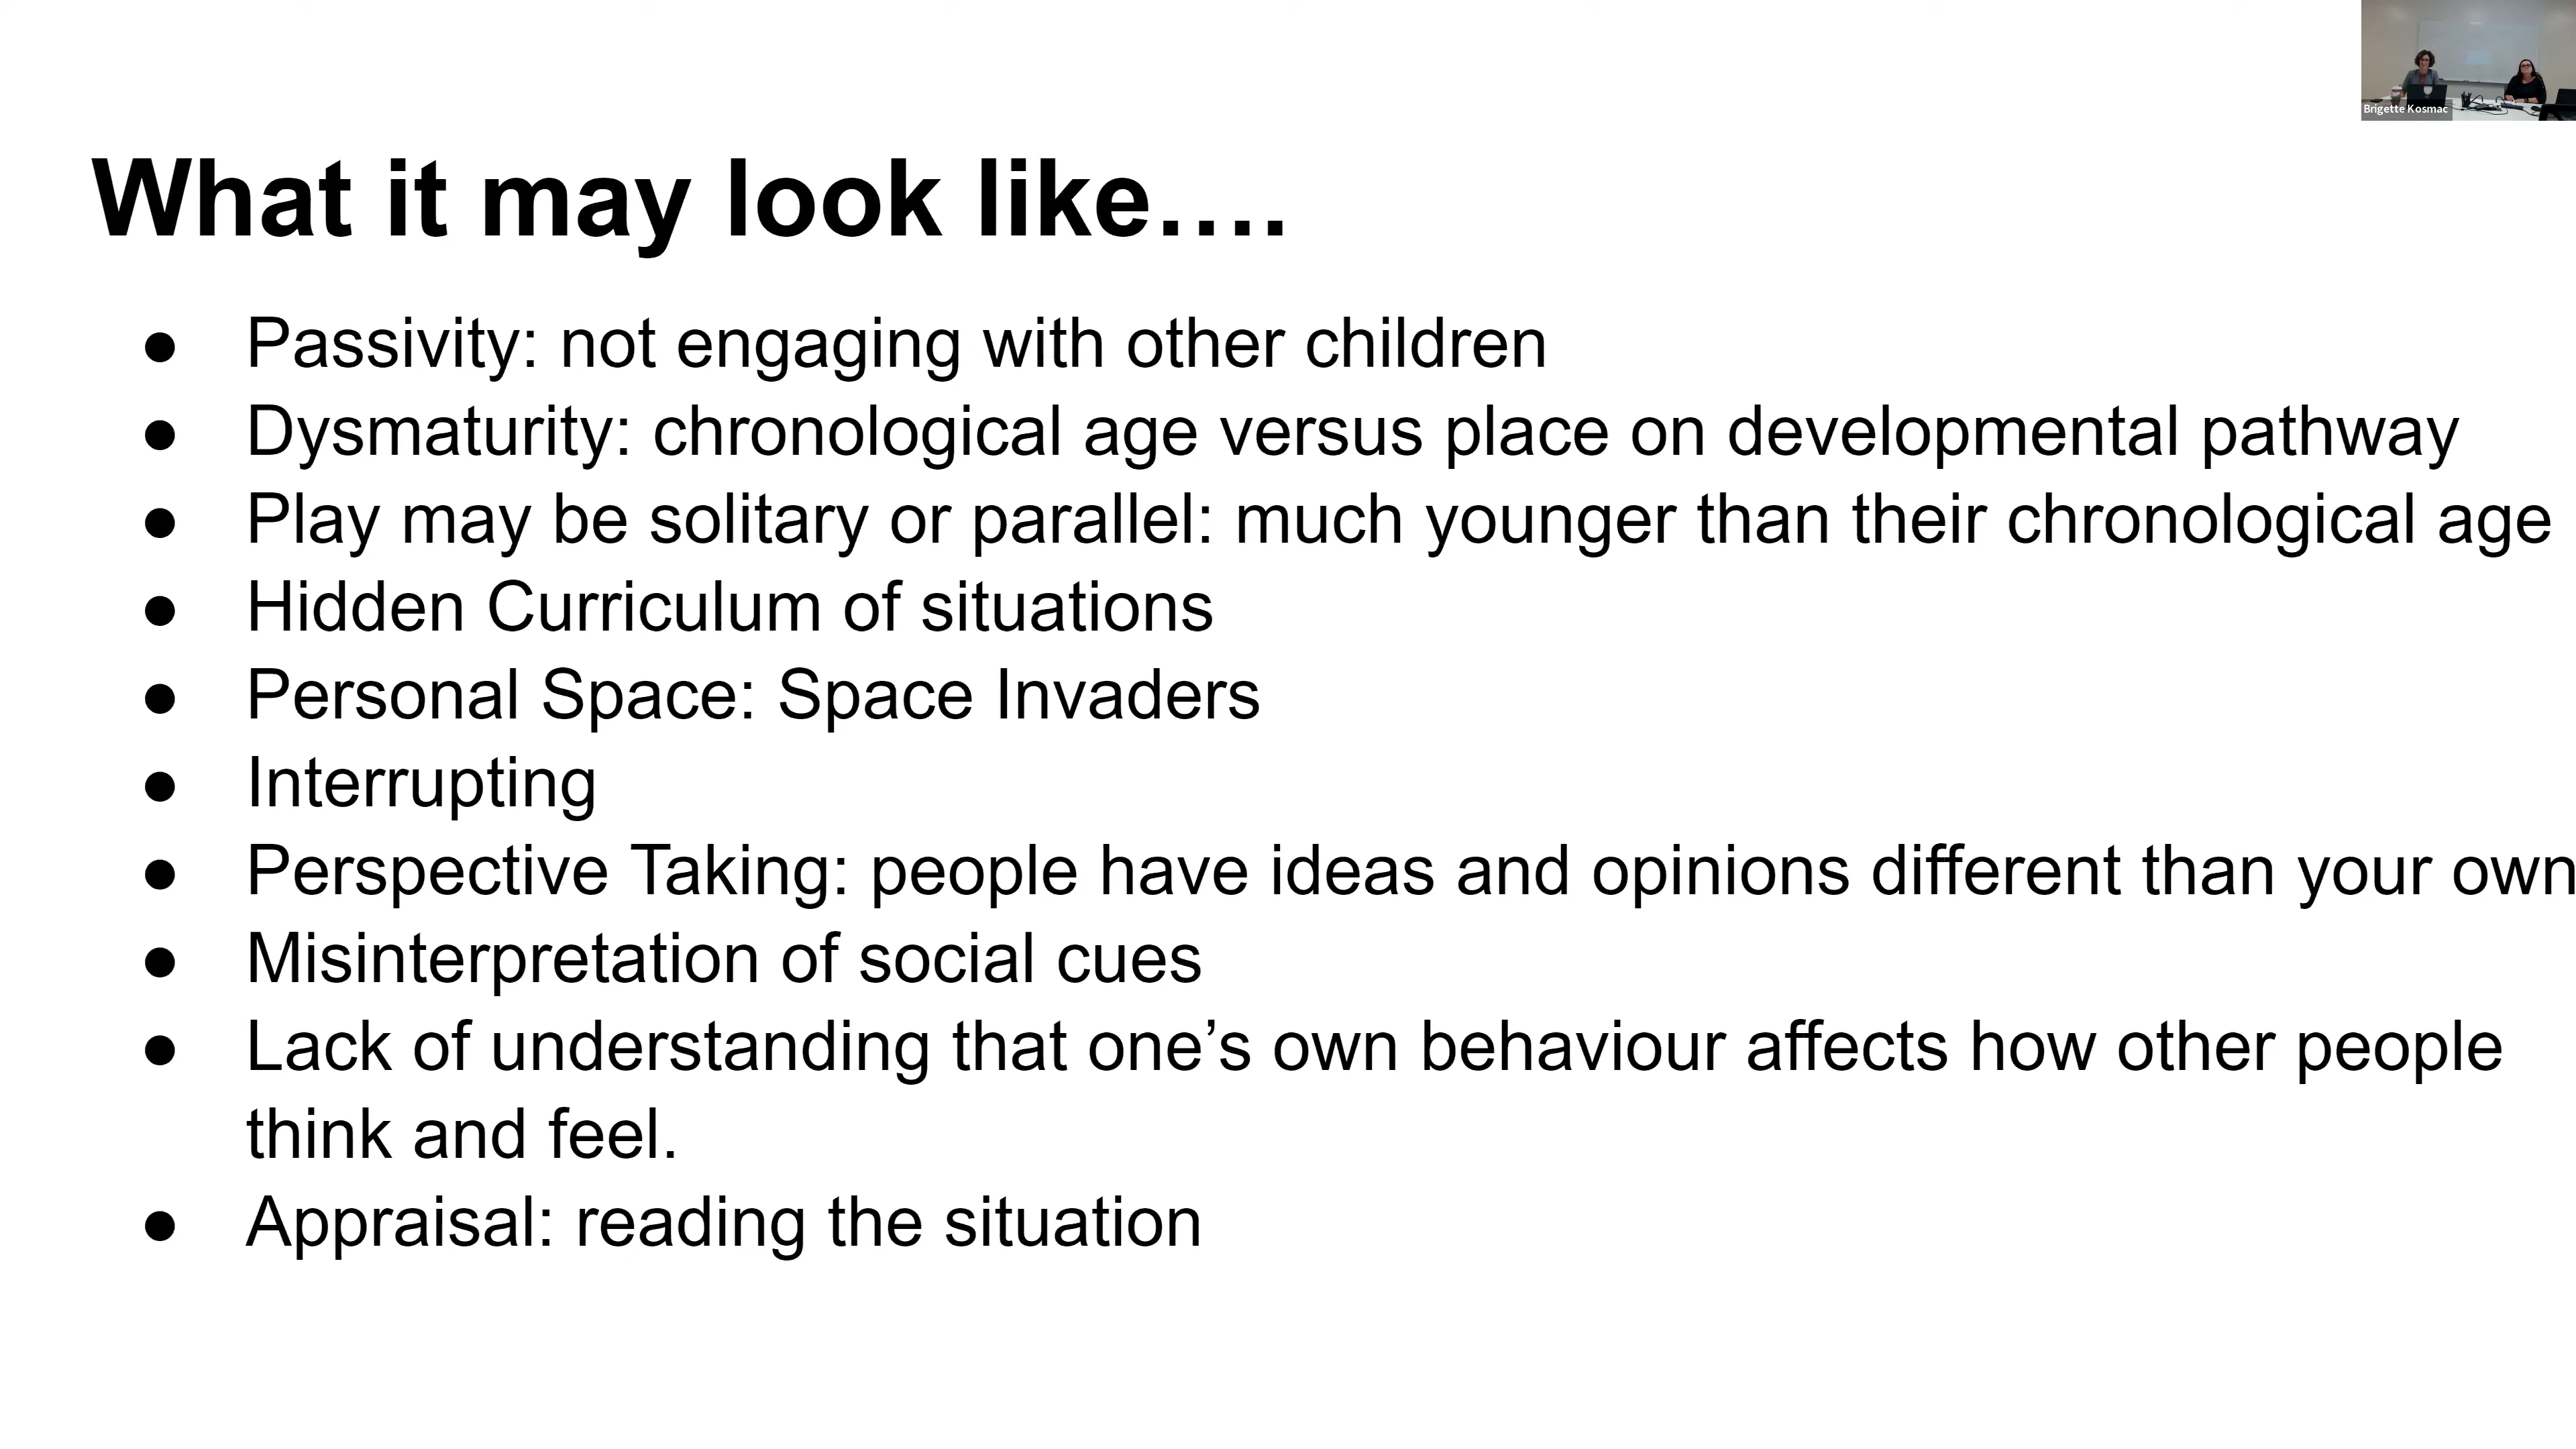 Brigette Kosmac
What it may look like….
● Passivity: not engaging with other children
● Dysmaturity: chronological age versus place on developmental pathway
● Play may be solitary or parallel: much younger than their chronological age
● Hidden Curriculum of situations
● Personal Space: Space Invaders
● Interrupting
● Perspective Taking: people have ideas and opinions different than your own
● Misinterpretation of social cues
● Lack of understanding that one’s own behaviour affects how other people
think and feel.
● Appraisal: reading the situation